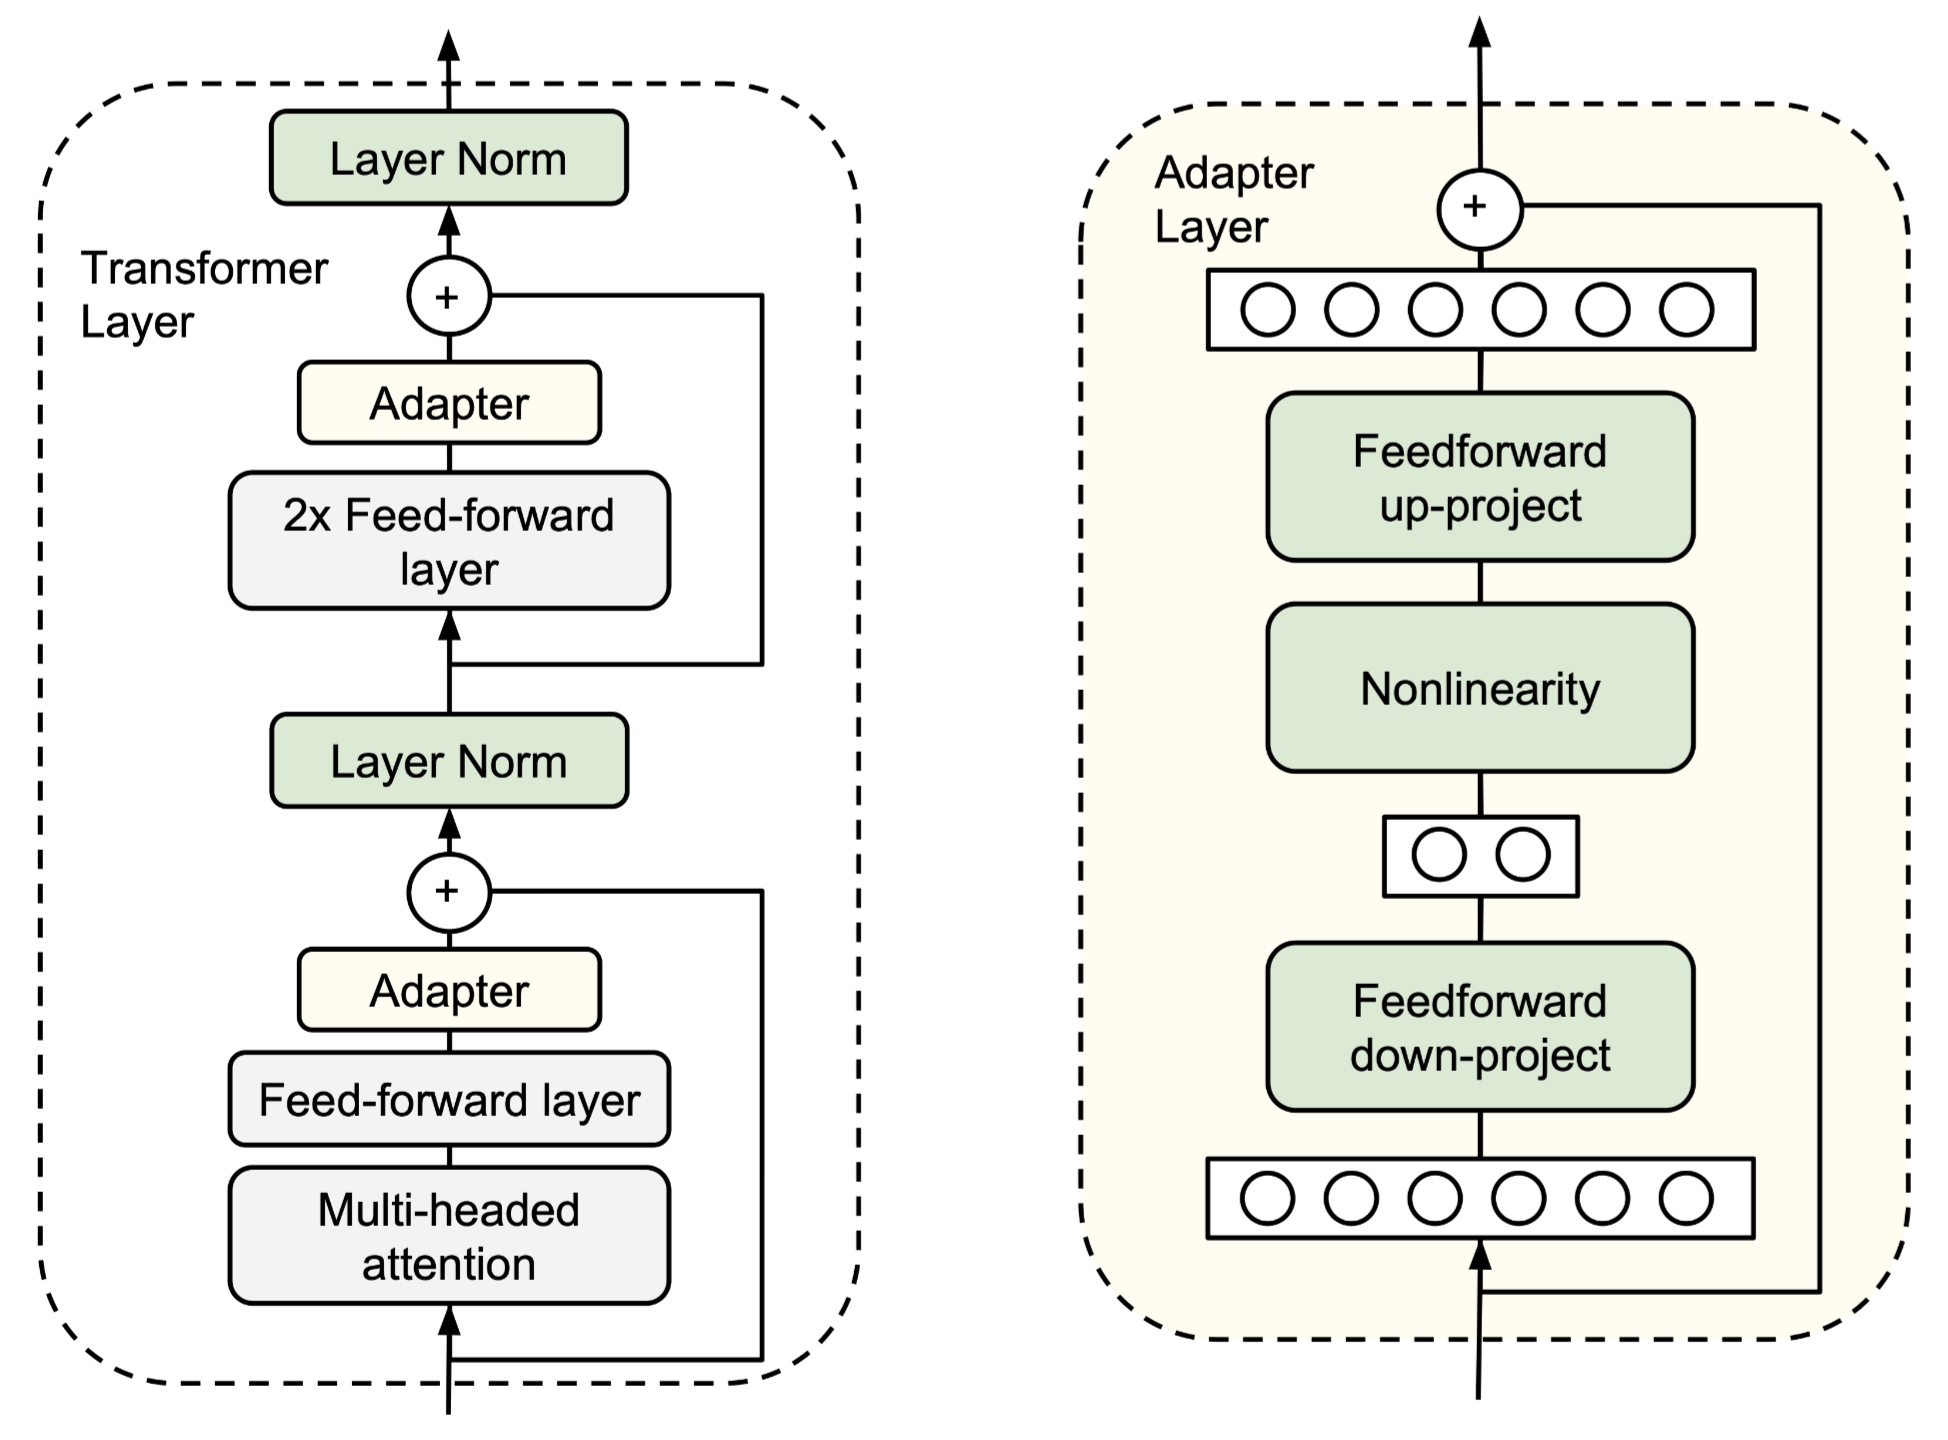 Transformer
Layer
Layer Norm
+
Adapter
2x Feed-forward
layer
Layer Norm
+
Adapter
Feed-forward layer
Multi-headed
attention
Adapter
Layer
+
Feedforward
up-project
Nonlinearity
Feedforward
down-project